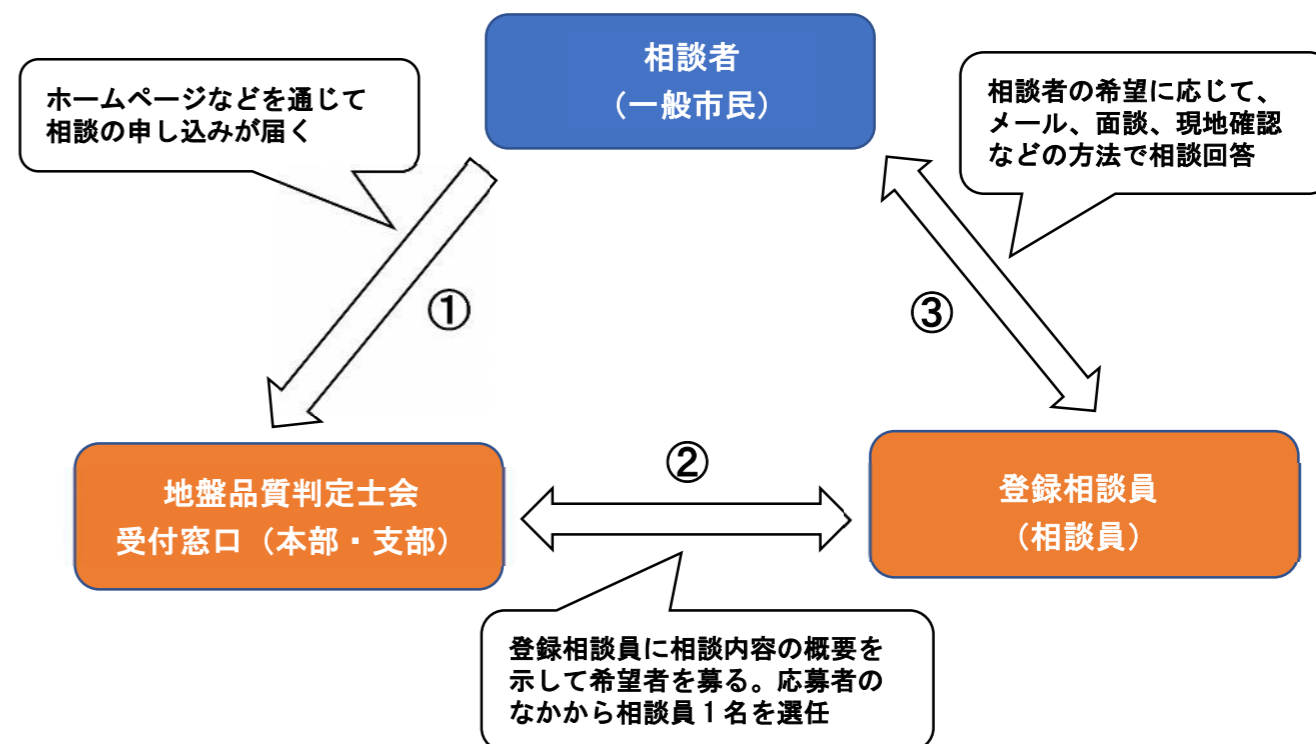 相談者
（一般市民）
ホームページなどを通じて
相談の申し込みが届く
相談者の希望に応じて、
メール、面談、現地確認
などの方法で相談回答
①
③
②
地盤品質判定士会
受付窓口（本部・支部）
登録相談員
（相談員）
登録相談員に相談内容の概要を
示して希望者を募る。応募者の
なかから相談員１名を選任